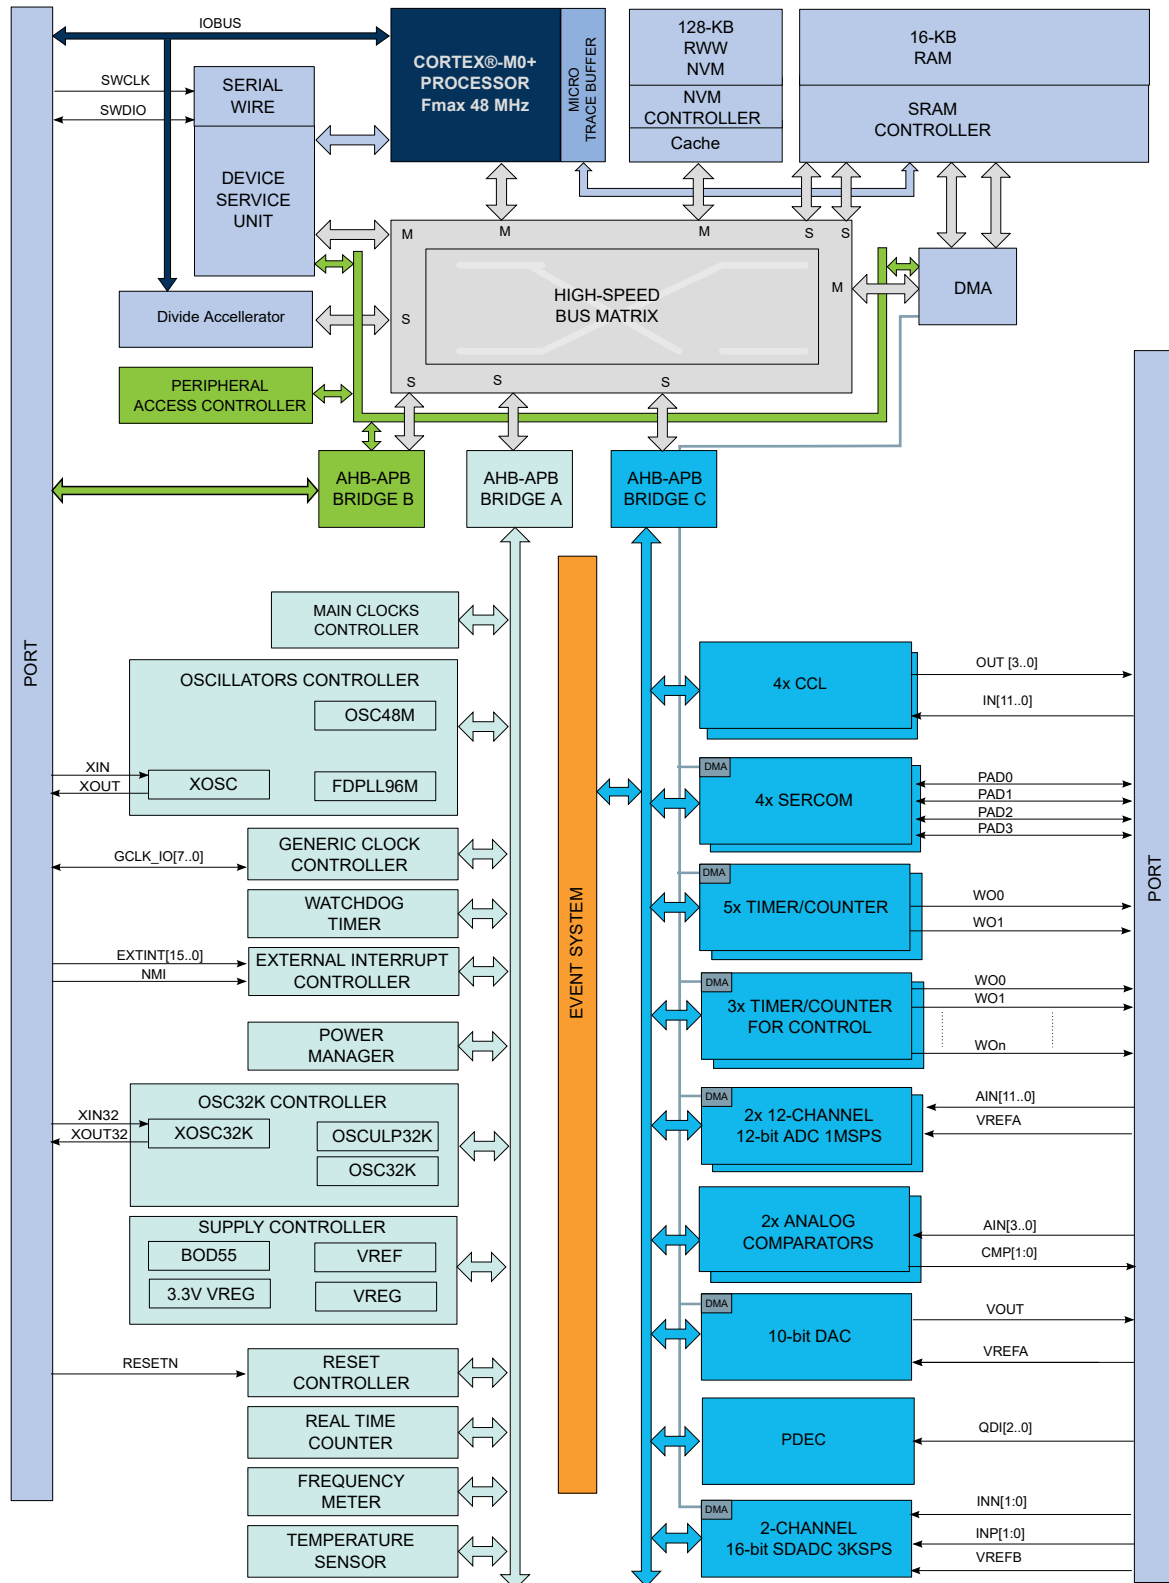 IOBUS
SWCLK
SWDIO
SERIAL
WIRE
DEVICE
SERVICE
UNIT
CORTEX®-M0+
PROCESSOR
Fmax 48 MHz
MICRO
TRACE BUFFER
128-KB
RWW
NVM
NVM
CONTROLLER
Cache
16-KB
RAM
SRAM
CONTROLLER
M
M
M
S
S
M
S
S
S
S
HIGH-SPEED
BUS MATRIX
DMA
Divide Accellerator
PERIPHERAL
ACCESS CONTROLLER
AHB-APB
BRIDGE B
AHB-APB
BRIDGE A
AHB-APB
BRIDGE C
PORT
MAIN CLOCKS
CONTROLLER
OSCILLATORS CONTROLLER
OSC48M
XIN
XOUT
XOSC
FDPLL96M
GCLK_IO[7..0]
GENERIC CLOCK
CONTROLLER
WATCHDOG
TIMER
EXTINT[15..0]
NMI
EXTERNAL INTERRUPT
CONTROLLER
POWER
MANAGER
OSC32K CONTROLLER
XIN32
XOUT32
XOSC32K
OSCULP32K
OSC32K
SUPPLY CONTROLLER
BOD55
VREF
3.3V VREG
VREG
RESETN
RESET
CONTROLLER
REAL TIME
COUNTER
FREQUENCY
METER
TEMPERATURE
SENSOR
EVENT SYSTEM
4x CCL
OUT [3..0]
IN[11..0]
DMA
4x SERCOM
PAD0
PAD1
PAD2
PAD3
DMA
5x TIMER/COUNTER
WO0
WO1
DMA
3x TIMER/COUNTER
FOR CONTROL
WO0
WO1
WOn
DMA
2x 12-CHANNEL
12-bit ADC 1MSPS
AIN[11..0]
VREFA
2x ANALOG
COMPARATORS
AIN[3..0]
CMP[1:0]
DMA
10-bit DAC
VOUT
VREFA
PDEC
QDI[2..0]
DMA
2-CHANNEL
16-bit SDADC 3KSPS
INN[1:0]
INP[1:0]
VREFB
PORT